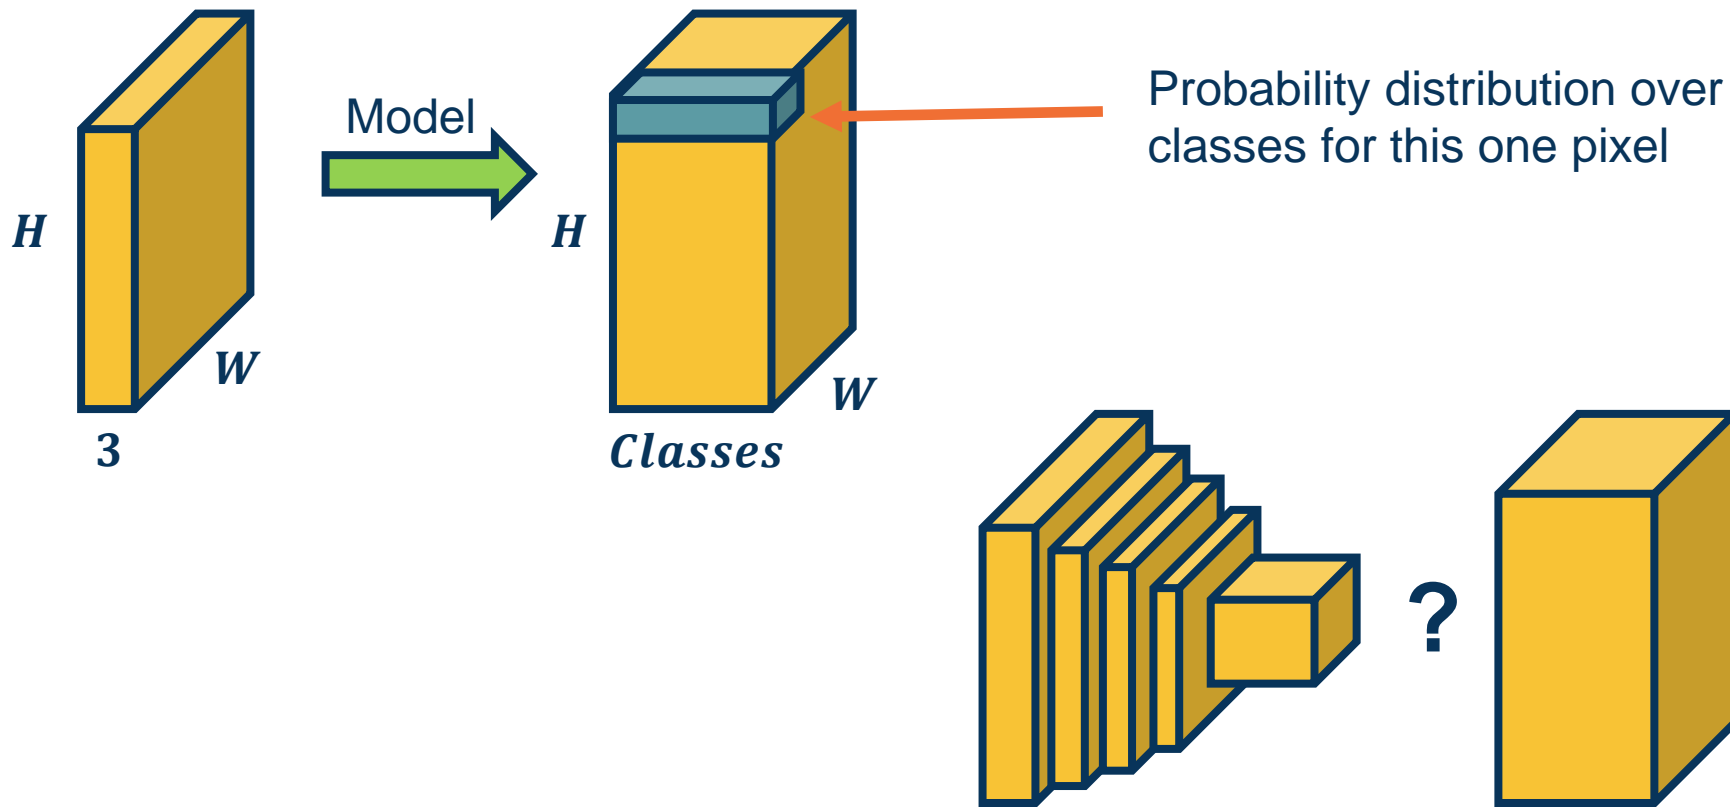 Model
Probability distribution over
classes for this one pixel
H
W
3
H
W
Classes
?